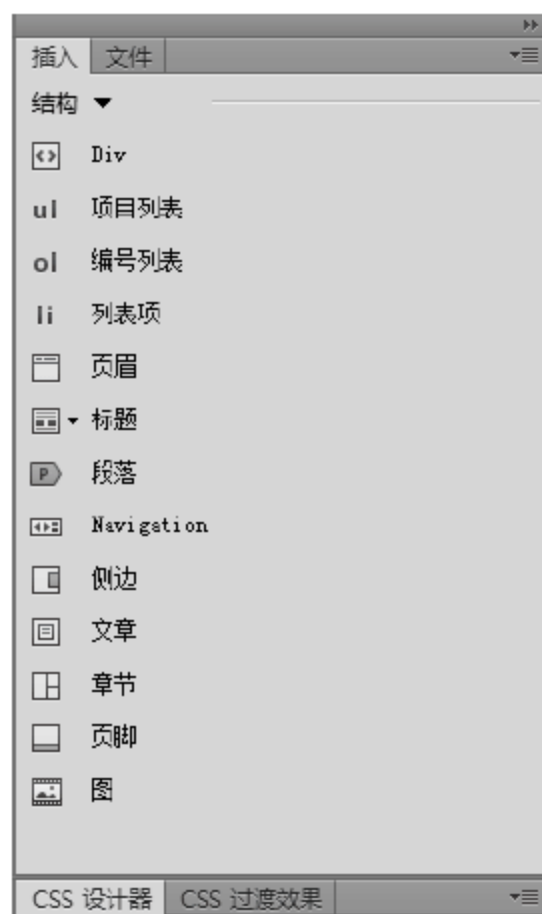 插入 文件
结构
Div
ul 项目列表
ol 编号列表
li 列表项
页眉
标题
P 段落
Navigation
侧边
文章
章节
页脚
图
CSS 设计器 CSS 过渡效果